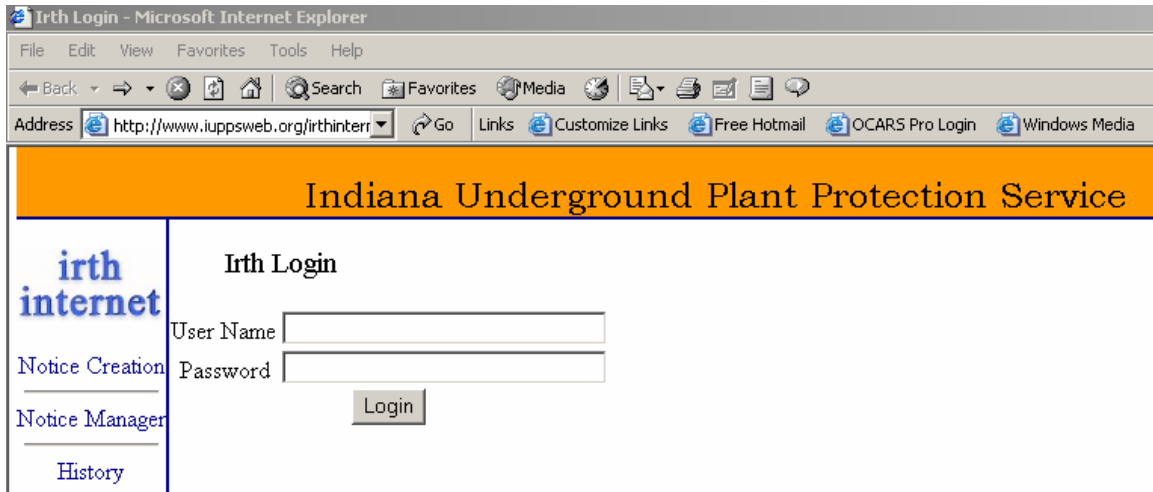 Irth Login - Microsoft Internet Explorer
File Edit View Favorites Tools Help
Back Search Favorites Media
Address http://www.iuppsweb.org/irthinterr Go Links Customize Links Free Hotmail OCARS Pro Login Windows Media
Indiana Underground Plant Protection Service
irth
internet
Irth Login
User Name
Notice Creation
Password
Login
Notice Manager
History